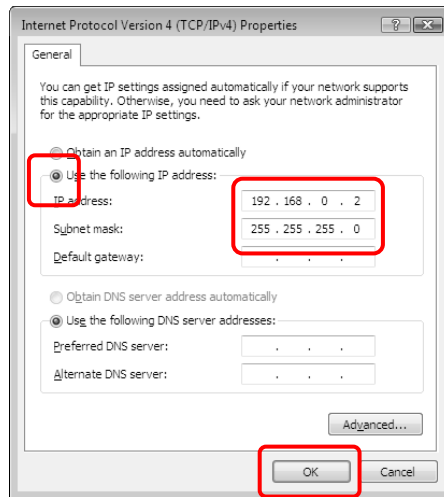 Internet Protocol Version 4 (TCP/IPv4) Properties
General
You can get IP settings assigned automatically if your network supports
this capability. Otherwise, you need to ask your network administrator
for the appropriate IP settings.
Obtain an IP address automatically
Use the following IP address:
IP address: 192 . 168 . 0 . 2
Subnet mask: 255 . 255 . 255 . 0
Default gateway: . . .
Obtain DNS server address automatically
Use the following DNS server addresses:
Preferred DNS server: . . .
Alternate DNS server: . . .
Advanced...
OK Cancel